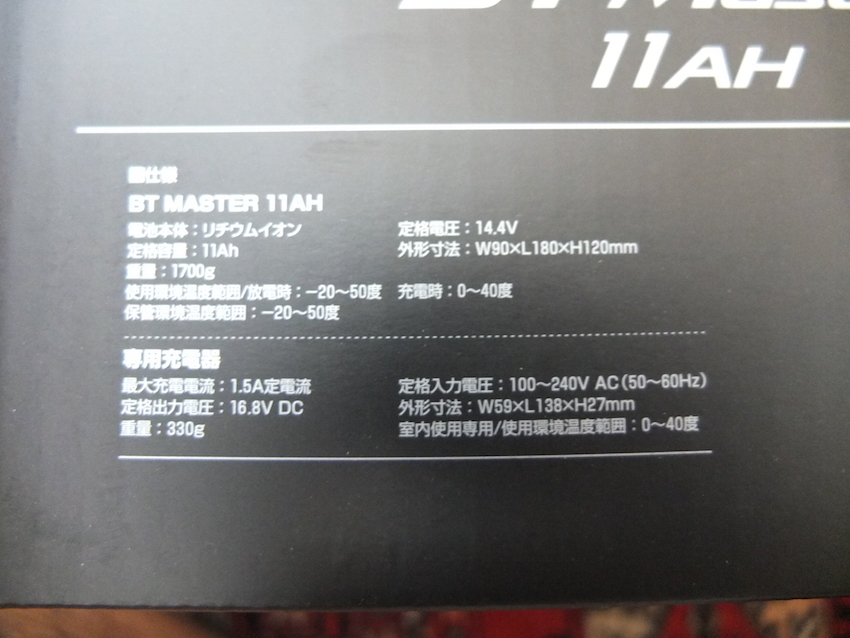 BT Master
11AH
■仕様
BT MASTER 11AH
電池本体：リチウムイオン 定格電圧：14.4V
定格容量：11Ah 外形寸法：W90×L180×H120mm
重量：1700g
使用環境温度範囲/放電時：−20〜50度 充電時：0〜40度
保管環境温度範囲：−20〜50度
専用充電器
最大充電電流：1.5A定電流 定格入力電圧：100〜240V AC（50〜60Hz）
定格出力電圧：16.8V DC 外形寸法：W59×L138×H27mm
重量：330g 室内使用専用/使用環境温度範囲：0〜40度